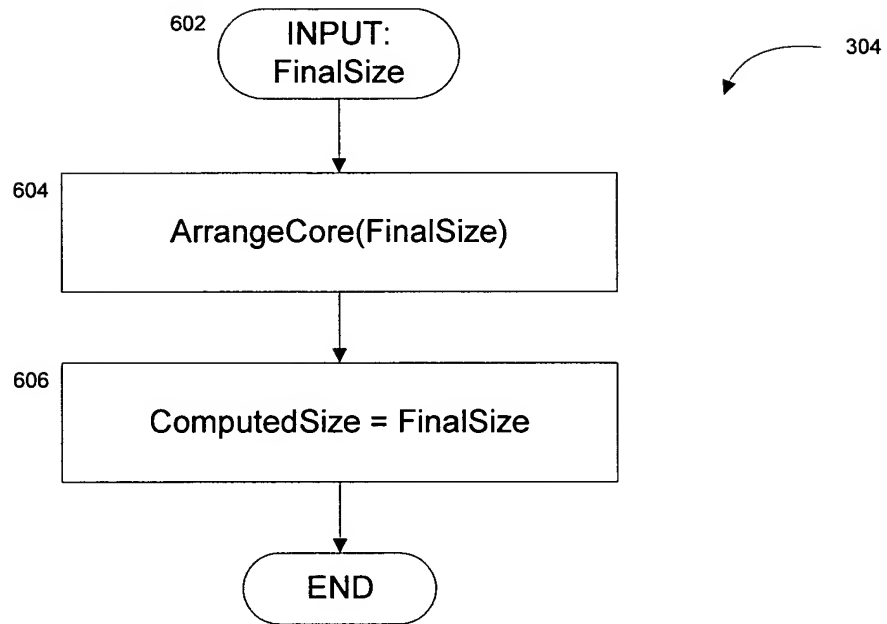 602
INPUT:
FinalSize
304
604
ArrangeCore(FinalSize)
606
ComputedSize = FinalSize
END